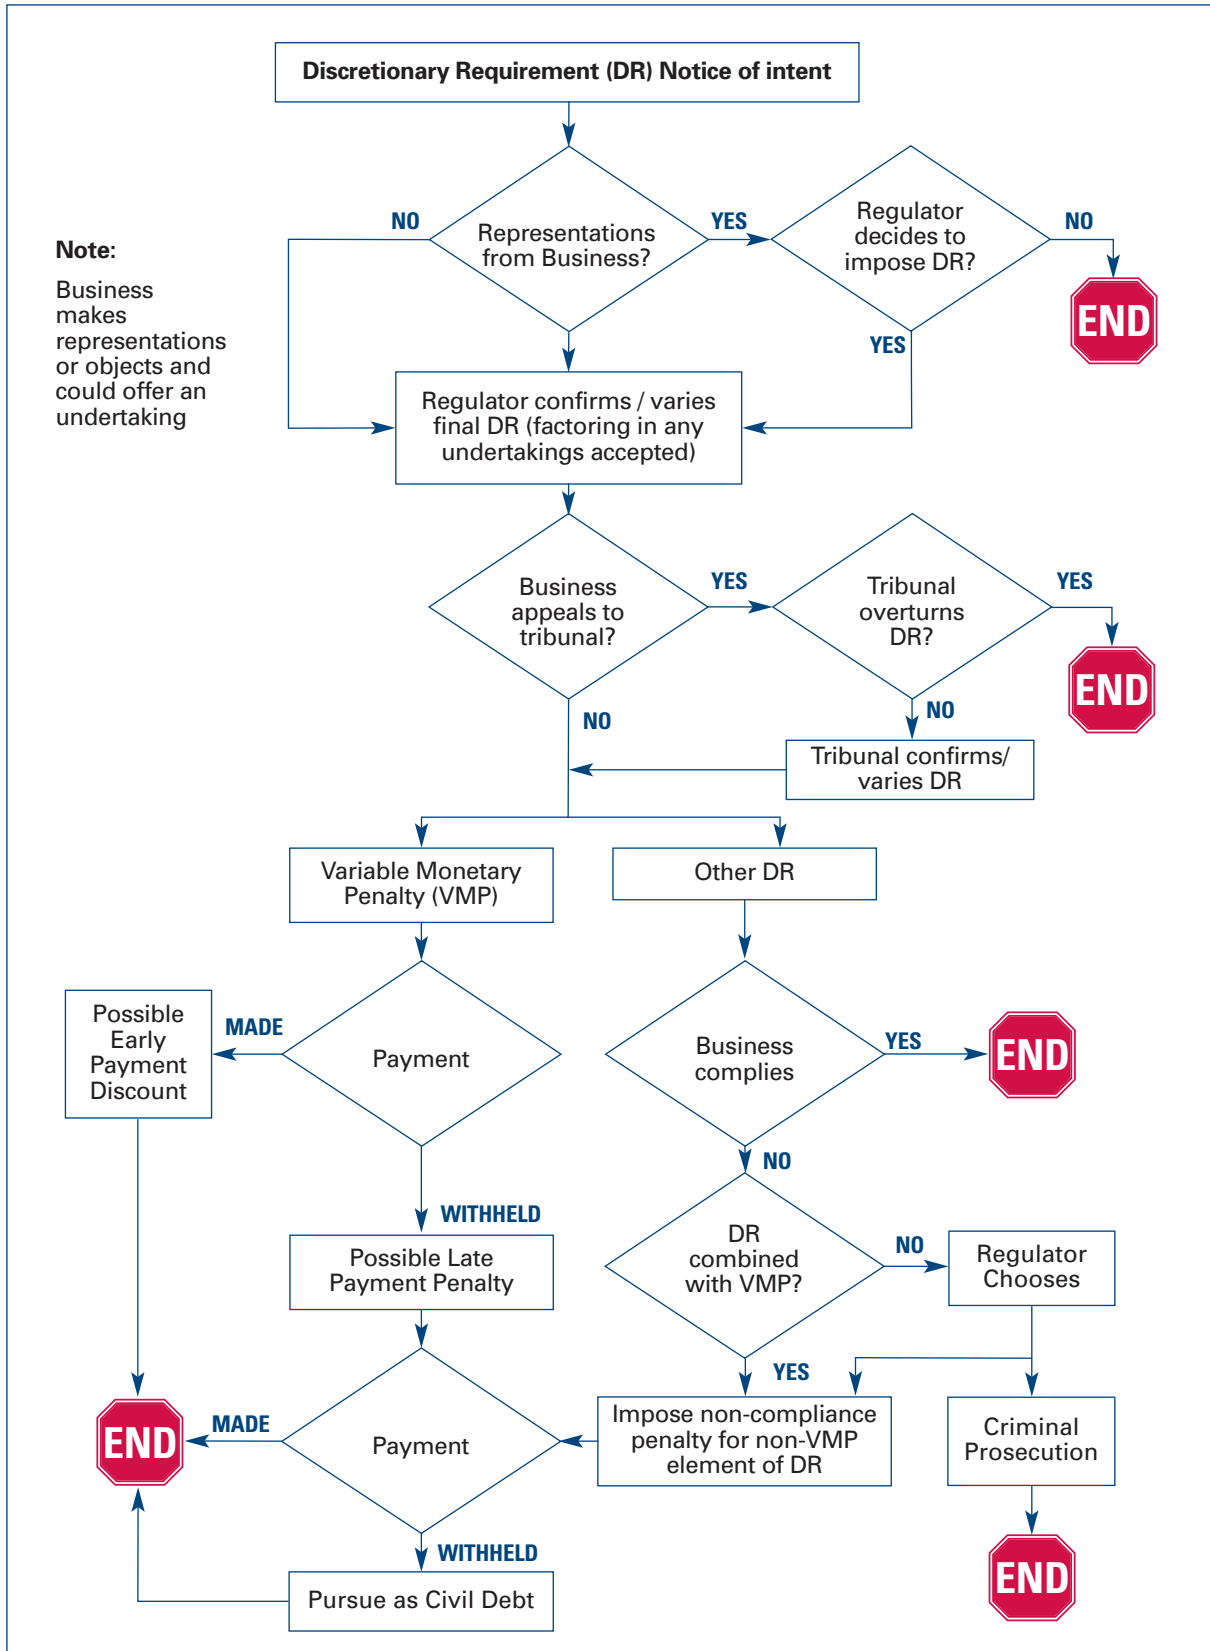 Discretionary Requirement (DR) Notice of intent
Note:
Business
makes
representations
or objects and
could offer an
undertaking
NO
Representations
from Business?
YES
Regulator
decides to
impose DR?
NO
END
YES
Regulator confirms / varies
final DR (factoring in any
undertakings accepted)
Business
appeals to
tribunal?
YES
Tribunal
overturns
DR?
YES
END
NO
NO
Tribunal confirms/
varies DR
Variable Monetary
Penalty (VMP)
Other DR
Possible
Early
Payment
Discount
MADE
Payment
Business
complies
YES
END
NO
WITHHELD
Possible Late
Payment Penalty
DR
combined
with VMP?
NO
Regulator
Chooses
YES
END
MADE
Payment
Impose non-compliance
penalty for non-VMP
element of DR
Criminal
Prosecution
WITHHELD
Pursue as Civil Debt
END